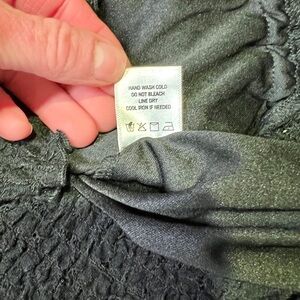 HAND WASH COLD
DO NOT BLEACH
LINE DRY
COOL IRON IF NEEDED